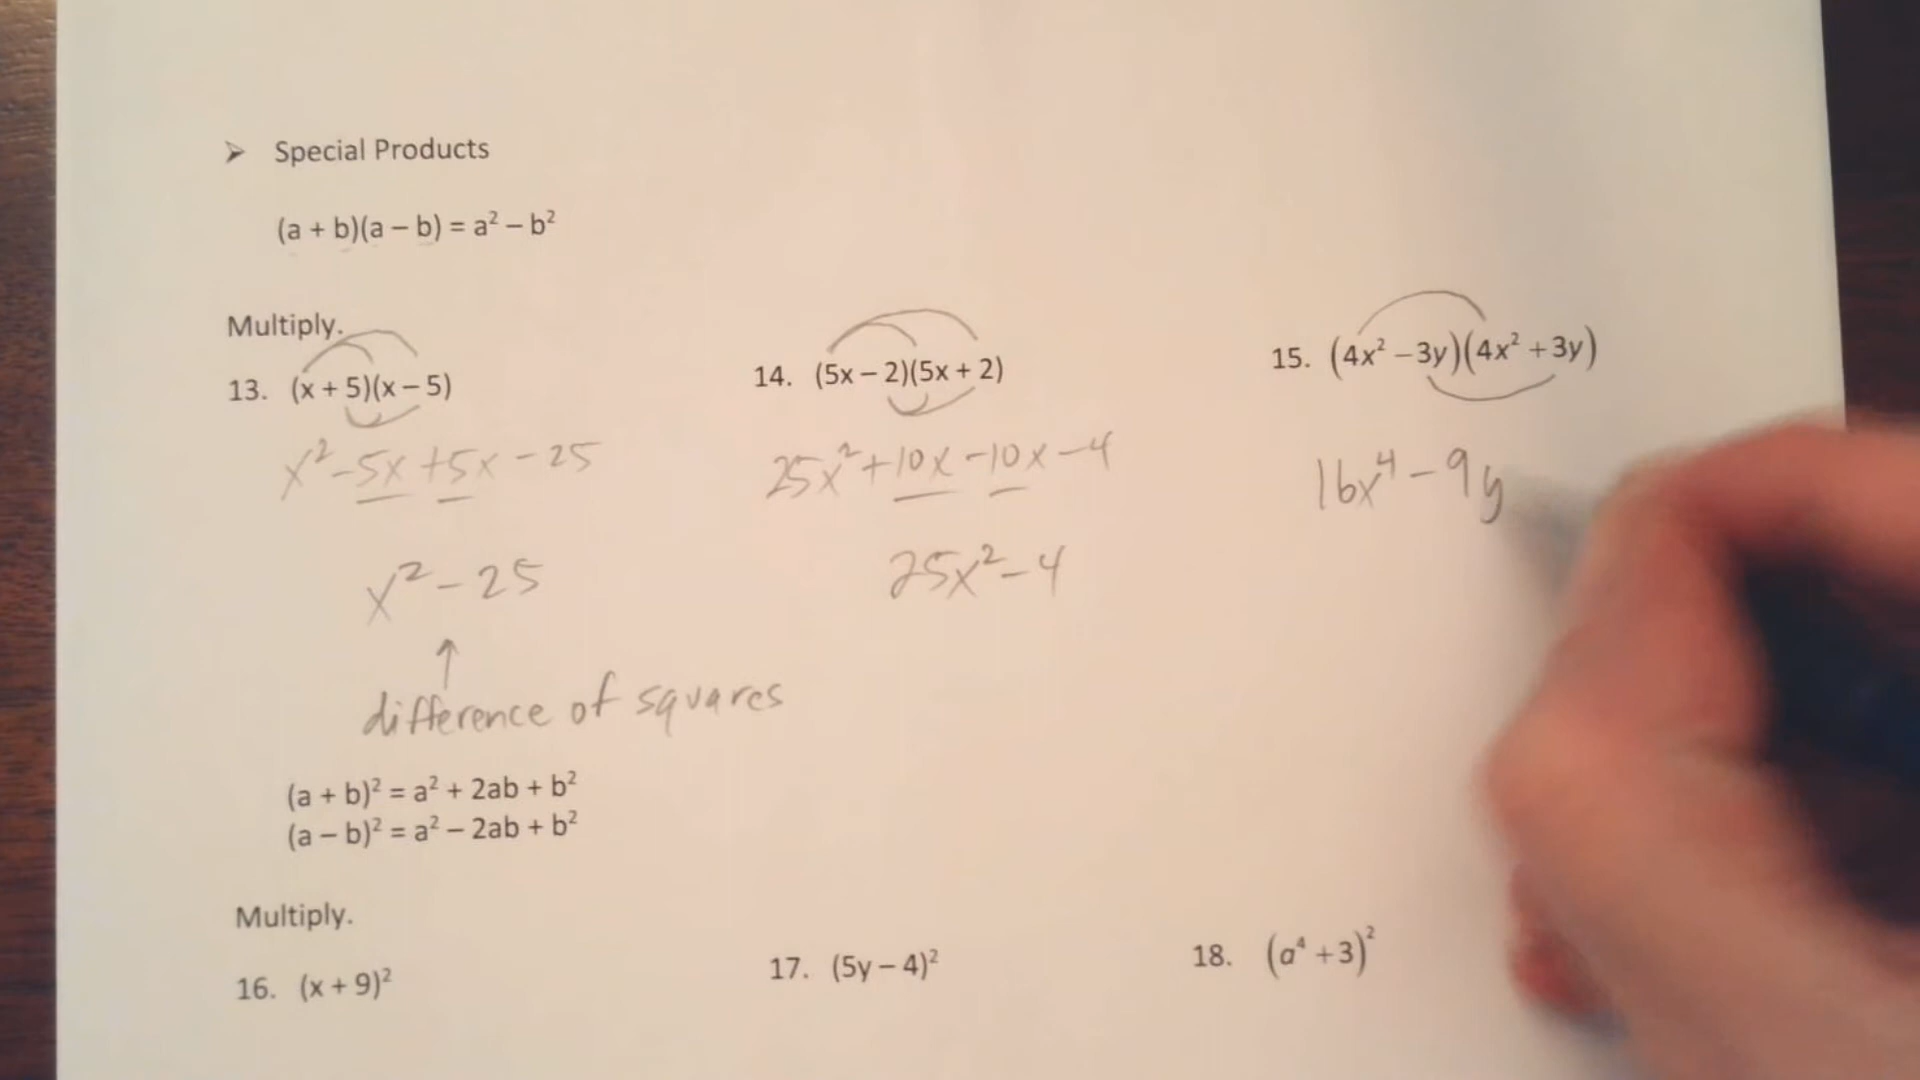 ➢ Special Products
(a + b)(a – b) = a² – b²
Multiply.
13. (x + 5)(x – 5)
14. (5x – 2)(5x + 2)
15. (4x² – 3y)(4x² + 3y)
x² – 5x + 5x – 25
25x² + 10x – 10x – 4
16x⁴ – 9y
x² – 25
25x² – 4
↑
difference of squares
(a + b)² = a² + 2ab + b²
(a – b)² = a² – 2ab + b²
Multiply.
16. (x + 9)²
17. (5y – 4)²
18. (a⁴ + 3)²